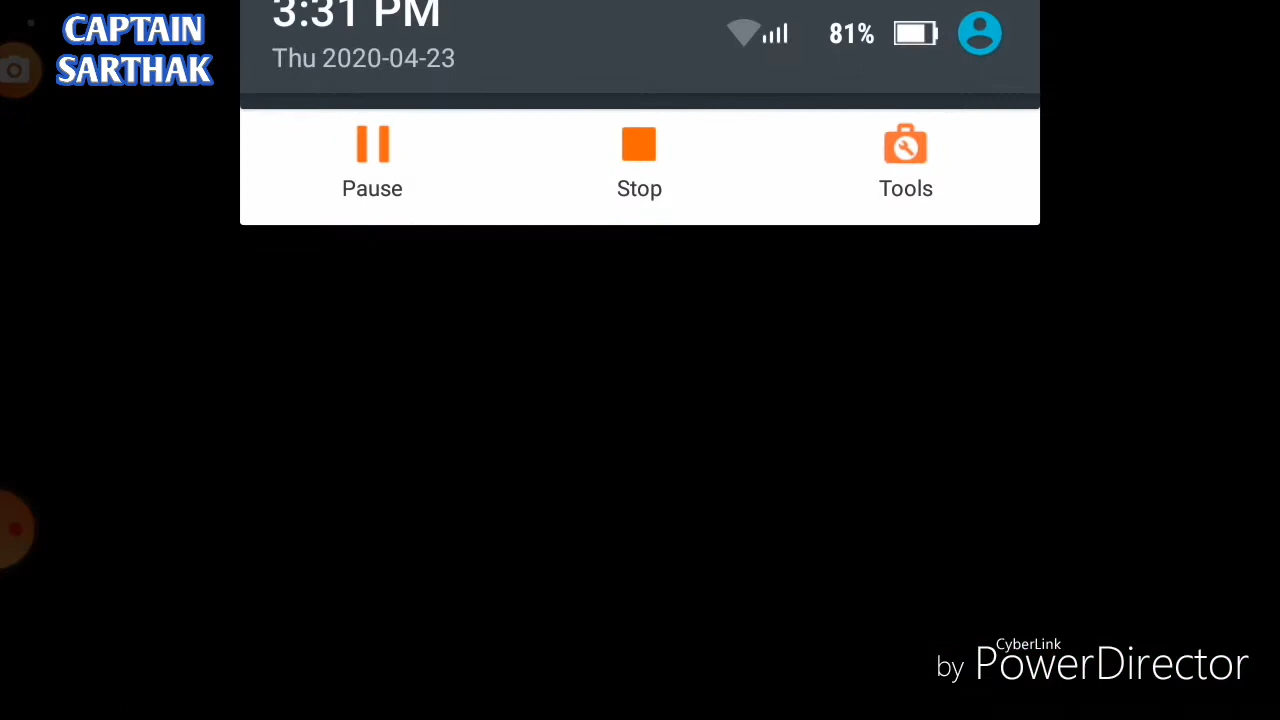 CAPTAIN
SARTHAK
3:31 PM
81%
Thu 2020-04-23
Pause
Stop
Tools
CyberLink
by PowerDirector